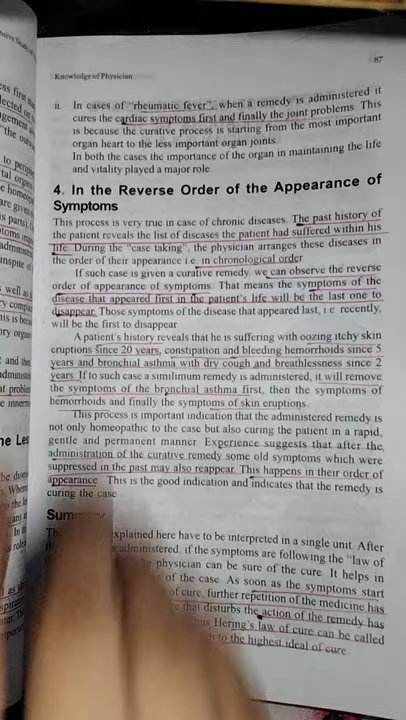 87
Knowledge of Physician
ii. In cases of "rheumatic fever", when a remedy is administered it
cures the cardiac symptoms first and finally the joint problems. This
is because the curative process is starting from the most important
organ heart to the less important organ joints.
In both the cases the importance of the organ in maintaining the life
and vitality played a major role
4. In the Reverse Order of the Appearance of
Symptoms
This process is very true in case of chronic diseases. The past history of
the patient reveals the list of diseases the patient had suffered within his
life. During the "case taking", the physician arranges these diseases in
the order of their appearance i.e. in chronological order.
If such case is given a curative remedy, we can observe the reverse
order of appearance of symptoms. That means the symptoms of the
disease that appeared first in the patient's life will be the last one to
disappear. Those symptoms of the disease that appeared last, i.e. recently,
will be the first to disappear.
A patient's history reveals that he is suffering with oozing itchy skin
eruptions since 20 years, constipation and bleeding hemorrhoids since 5
years and bronchial asthma with dry cough and breathlessness since 2
years. If to such case a similimum remedy is administered, it will remove
the symptoms of the bronchial asthma first, then the symptoms of
hemorrhoids and finally the symptoms of skin eruptions.
This process is important indication that the administered remedy is
not only homeopathic to the case but also curing the patient in a rapid,
gentle and permanent manner. Experience suggests that after the
administration of the curative remedy some old symptoms which were
suppressed in the past may also reappear. This happens in their order of
appearance. This is the good indication and indicates that the remedy is
curing the case.
explained here have to be interpreted in a single unit. After
administered, if the symptoms are following the "law of
physician can be sure of the cure. It helps in
of the case. As soon as the symptoms start
of cure, further repetition of the medicine has
that disturbs the action of the remedy has
Hering's law of cure can be called
to the highest ideal of cure.